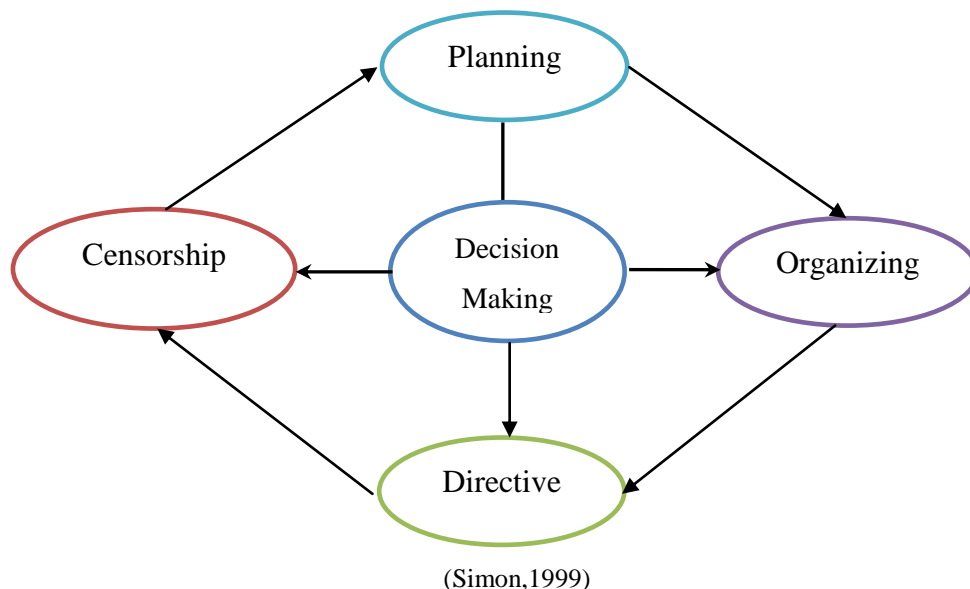 Planning
Censorship
Decision
Making
Organizing
Directive
(Simon,1999)